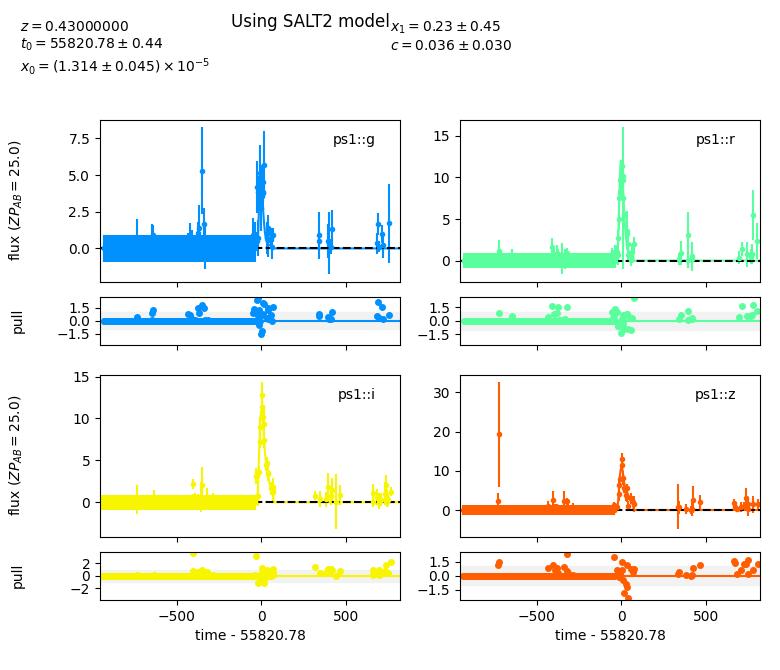 Using SALT2 model
z = 0.43000000
t₀ = 55820.78 ± 0.44
x₀ = (1.314 ± 0.045) × 10⁻⁵
x₁ = 0.23 ± 0.45
c = 0.036 ± 0.030
flux (ZP_AB = 25.0)
7.5
5.0
2.5
0.0
ps1::g
15
10
5
0
ps1::r
pull
1.5
0.0
−1.5
1.5
0.0
−1.5
flux (ZP_AB = 25.0)
15
10
5
0
ps1::i
30
20
10
0
ps1::z
pull
2
0
−2
1.5
0.0
−1.5
−500
0
500
−500
0
500
time - 55820.78
time - 55820.78